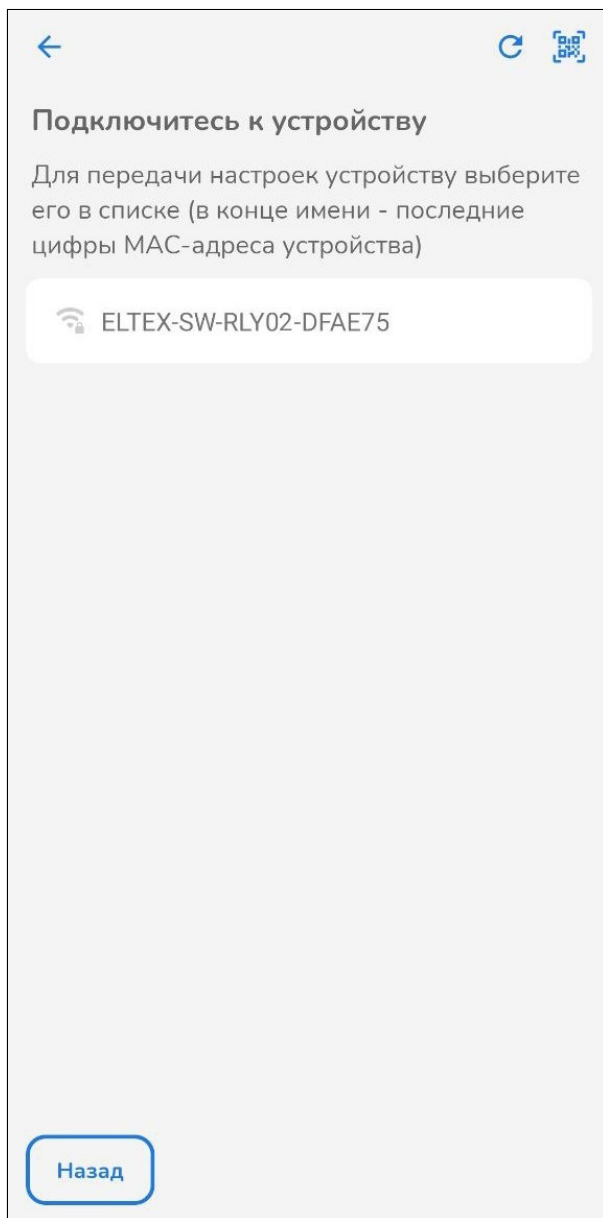 Подключитесь к устройству
Для передачи настроек устройству выберите
его в списке (в конце имени - последние
цифры MAC-адреса устройства)
ELTEX-SW-RLY02-DFAE75
Назад